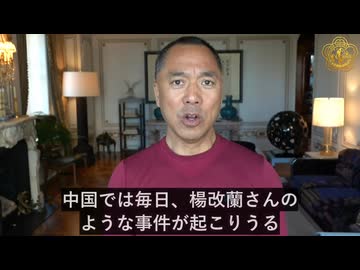 中国では毎日、楊改蘭さんの
ような事件が起こりうる